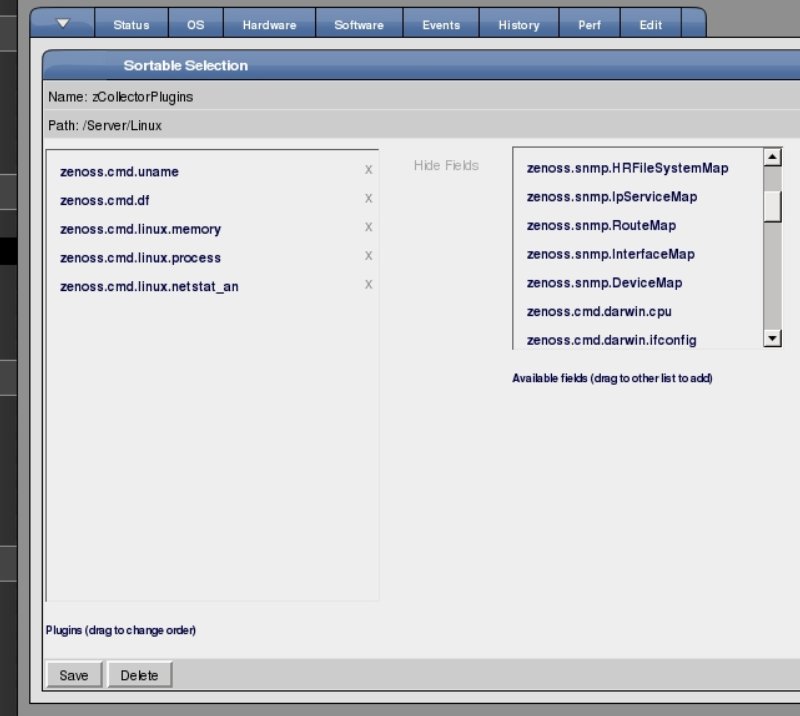 Status OS Hardware Software Events History Perf Edit
Sortable Selection
Name: zCollectorPlugins
Path: /Server/Linux
zenoss.cmd.uname X
zenoss.cmd.df X
zenoss.cmd.linux.memory X
zenoss.cmd.linux.process X
zenoss.cmd.linux.netstat_an X
Plugins (drag to change order)
Hide Fields
zenoss.snmp.HRFileSystemMap
zenoss.snmp.IpServiceMap
zenoss.snmp.RouteMap
zenoss.snmp.InterfaceMap
zenoss.snmp.DeviceMap
zenoss.cmd.darwin.cpu
zenoss.cmd.darwin.ifconfig
Available fields (drag to other list to add)
Save Delete